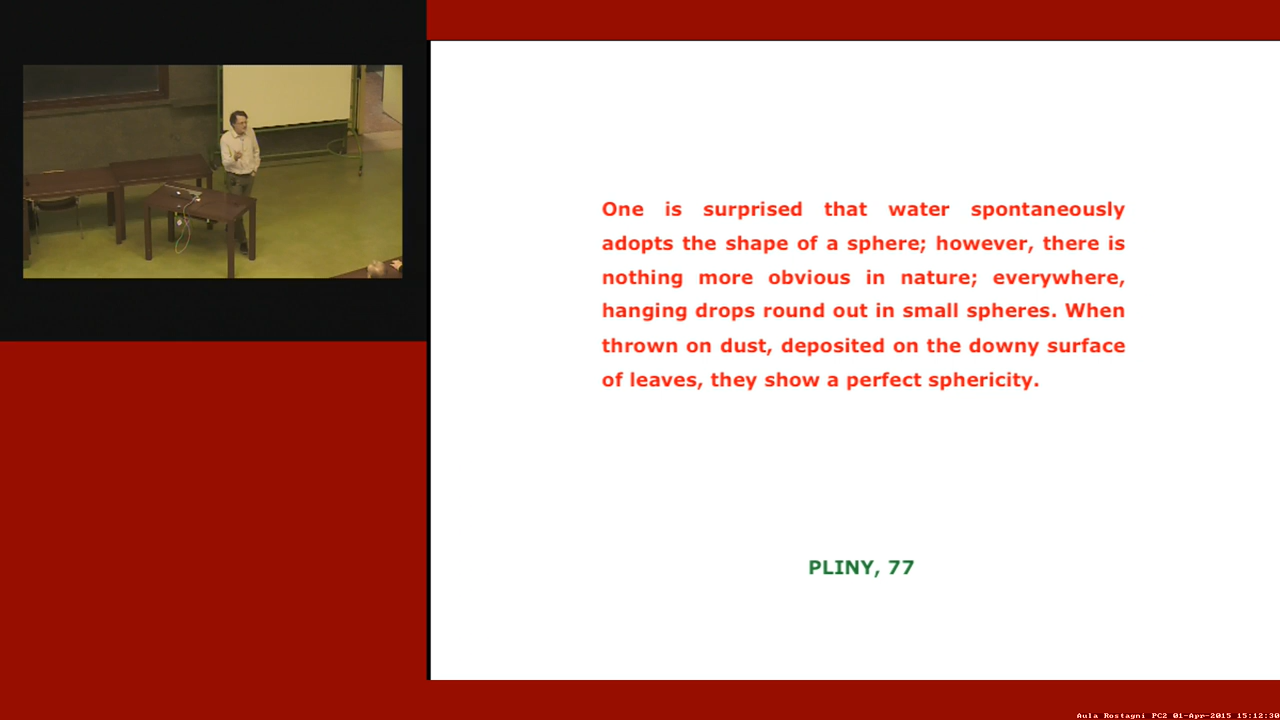 One is surprised that water spontaneously
adopts the shape of a sphere; however, there is
nothing more obvious in nature; everywhere,
hanging drops round out in small spheres. When
thrown on dust, deposited on the downy surface
of leaves, they show a perfect sphericity.
PLINY, 77
Aula Rostagni PC2 01-Apr-2015 15:12:30